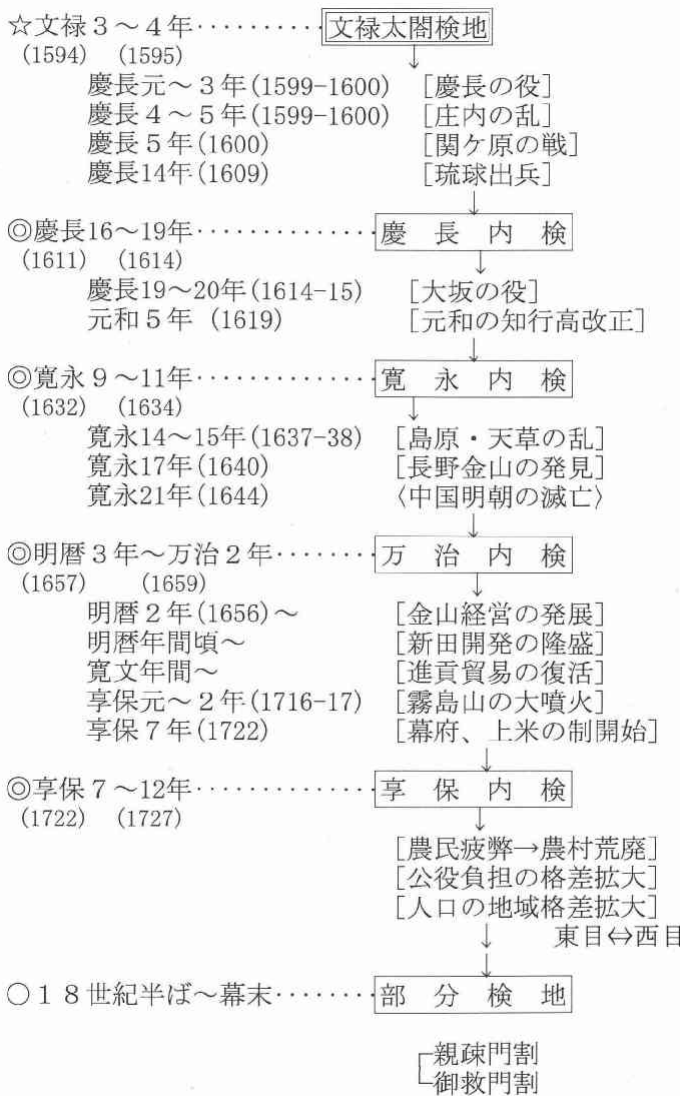 ☆文禄３～４年‥‥‥‥‥文禄太閤検地
(1594) (1595)
↓
慶長元～３年(1599-1600) [慶長の役]
慶長４～５年(1599-1600) [庄内の乱]
慶長５年(1600) [関ケ原の戦]
慶長14年(1609) [琉球出兵]
↓
◎慶長16～19年‥‥‥‥‥‥慶長内検
(1611) (1614)
↓
慶長19～20年(1614-15) [大坂の役]
元和５年 (1619) [元和の知行高改正]
↓
◎寛永９～11年‥‥‥‥‥‥寛永内検
(1632) (1634)
↓
寛永14～15年(1637-38) [島原・天草の乱]
寛永17年(1640) [長野金山の発見]
寛永21年(1644) 〈中国明朝の滅亡〉
↓
◎明暦３年～万治２年‥‥‥万治内検
(1657) (1659)
↓
明暦２年(1656)～ [金山経営の発展]
明暦年間頃～ [新田開発の隆盛]
寛文年間～ [進貢貿易の復活]
享保元～２年(1716-17) [霧島山の大噴火]
享保７年(1722) [幕府、上米の制開始]
↓
◎享保７～12年‥‥‥‥‥‥享保内検
(1722) (1727)
↓
[農民疲弊→農村荒廃]
[公役負担の格差拡大]
[人口の地域格差拡大]
↓ 東目⇔西目
↓
○１８世紀半ば～幕末‥‥‥部分検地
親疎門割
御救門割